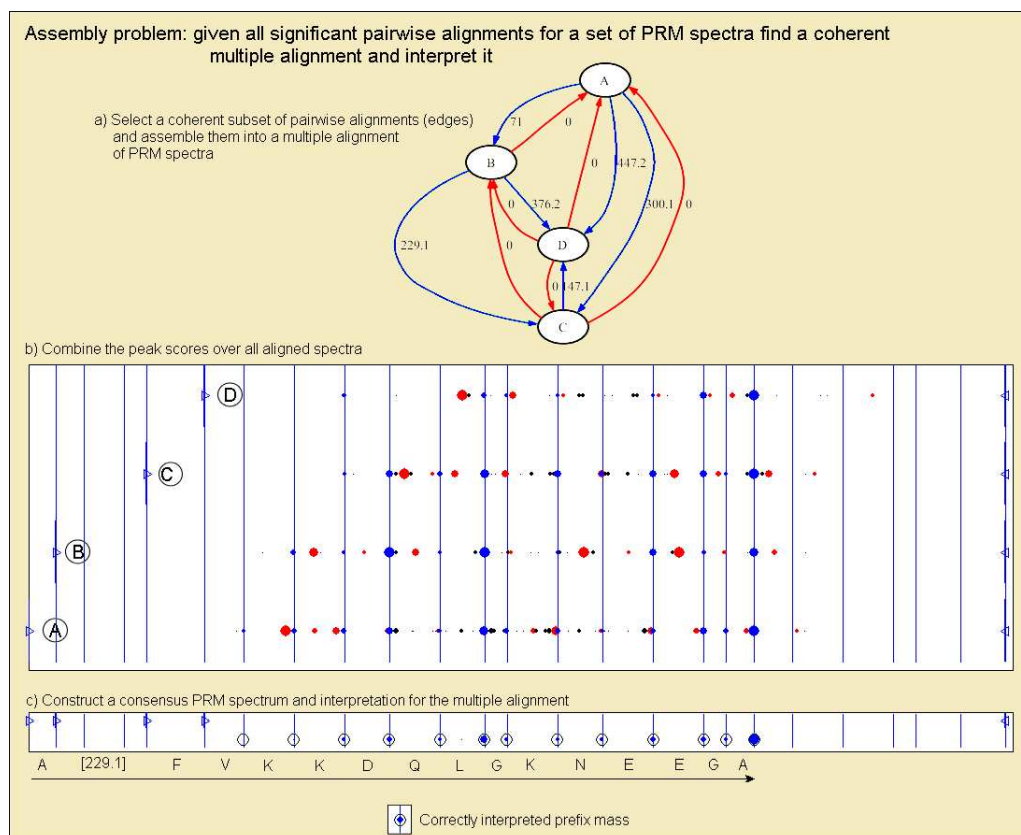 Assembly problem: given all significant pairwise alignments for a set of PRM spectra find a coherent
multiple alignment and interpret it
a) Select a coherent subset of pairwise alignments (edges)
and assemble them into a multiple alignment
of PRM spectra
A
71
0
B
0
447.2
0
376.2
300.1
0
229.1
0
D
0
147.1
C
b) Combine the peak scores over all aligned spectra
D
C
B
A
c) Construct a consensus PRM spectrum and interpretation for the multiple alignment
A [229.1] F V K K D Q L G K N E E G A
Correctly interpreted prefix mass